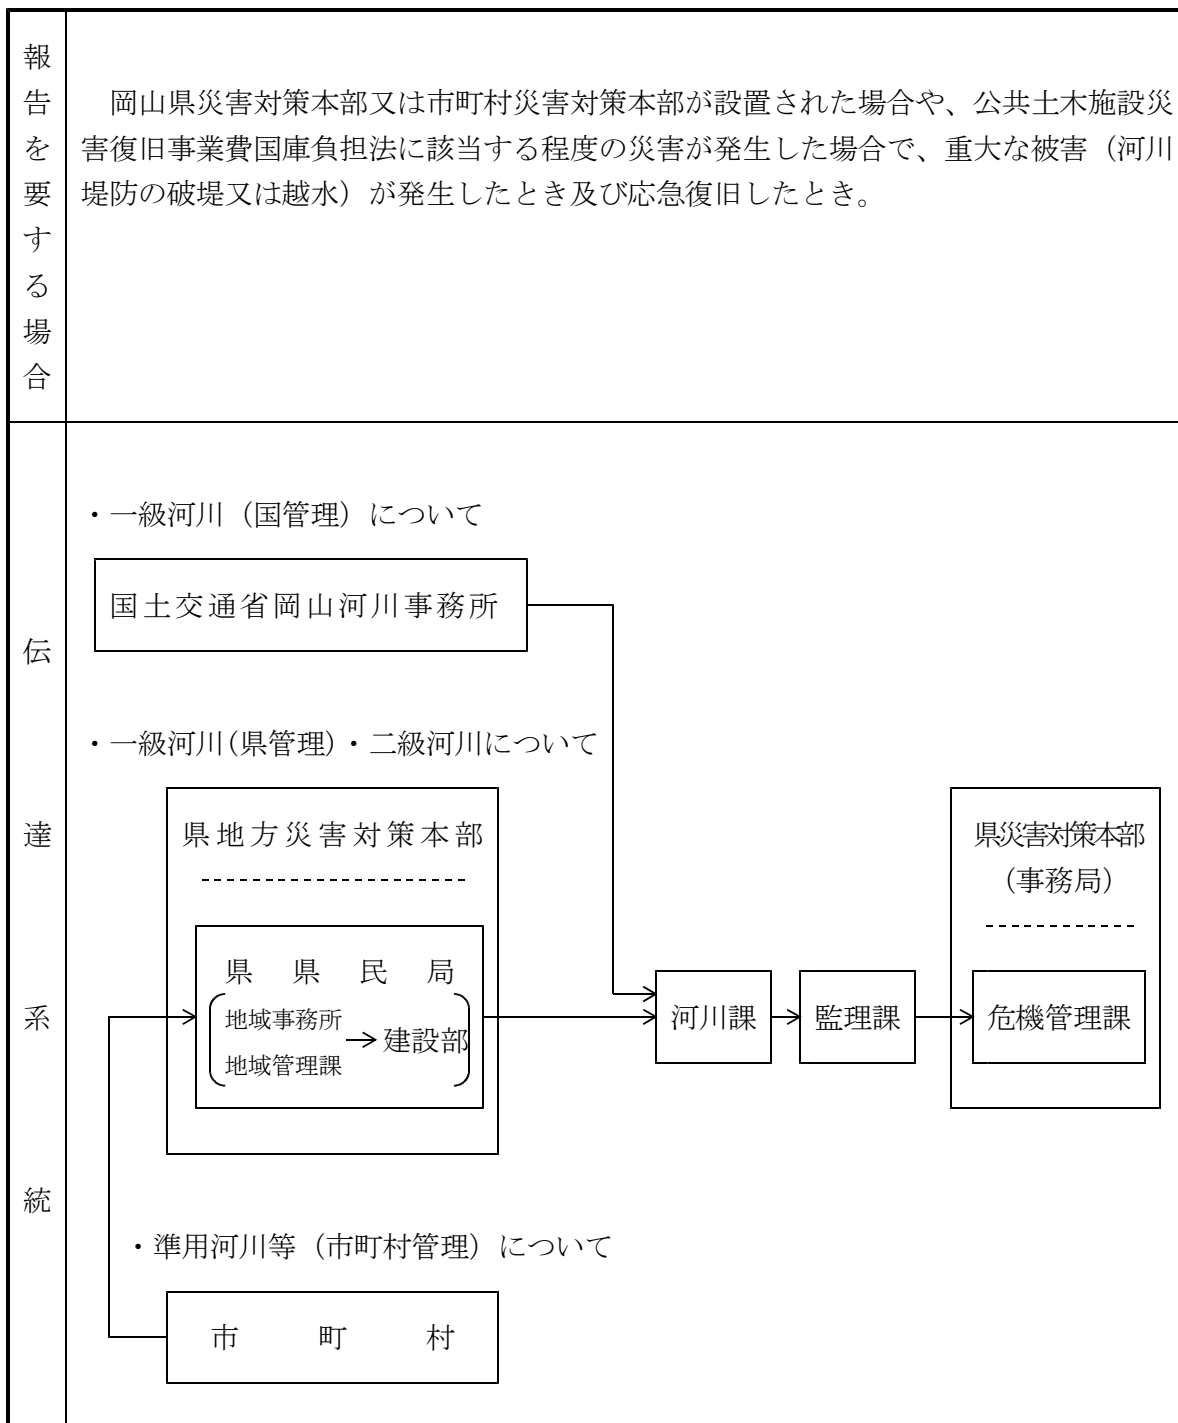 報告を要する場合
岡山県災害対策本部又は市町村災害対策本部が設置された場合や、公共土木施設災
害復旧事業費国庫負担法に該当する程度の災害が発生した場合で、重大な被害（河川
堤防の破堤又は越水）が発生したとき及び応急復旧したとき。
伝達系統
・一級河川（国管理）について
国土交通省岡山河川事務所
・一級河川(県管理)・二級河川について
県地方災害対策本部
県県民局
地域事務所
地域管理課
建設部
河川課
監理課
県災害対策本部
（事務局）
危機管理課
・準用河川等（市町村管理）について
市町村